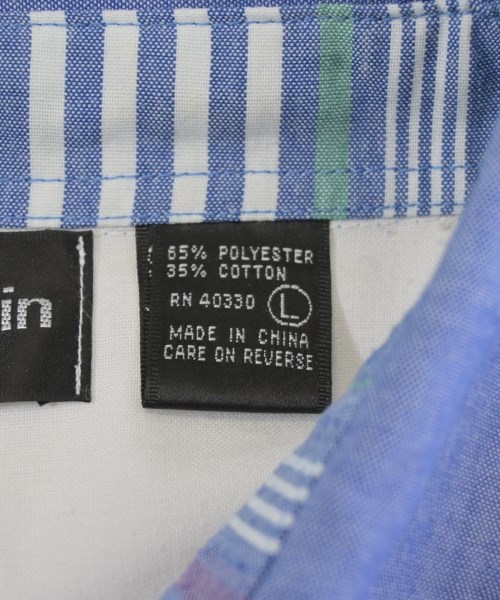 in
65% POLYESTER
35% COTTON
RN 40330 L
MADE IN CHINA
CARE ON REVERSE